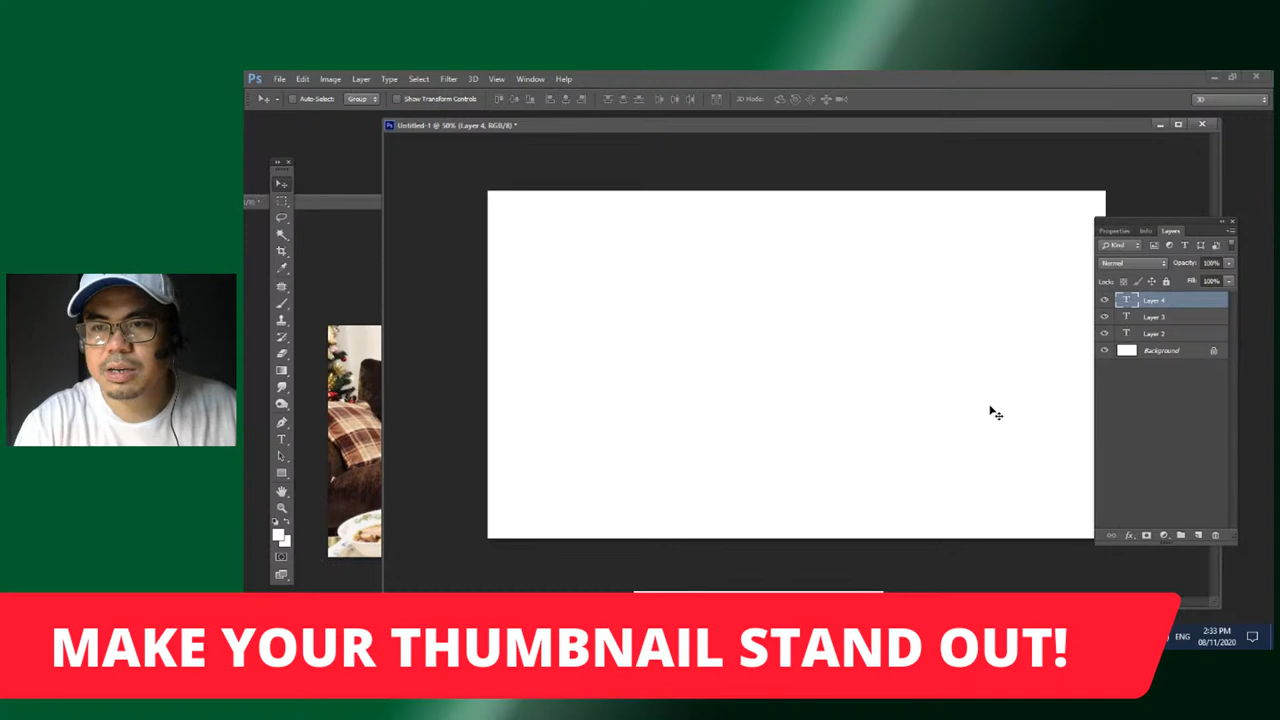 Ps File Edit Image Layer Type Select Filter 3D View Window Help
Auto-Select: Group Show Transform Controls 3D Mode: 3D
Untitled-1 @ 50% (Layer 4, RGB/8) *
Properties Info Layers
Kind
Normal Opacity: 100%
Lock: Fill: 100%
T Layer 4
T Layer 3
T Layer 2
Background
fx
MAKE YOUR THUMBNAIL STAND OUT!
ENG
2:33 PM
08/11/2020